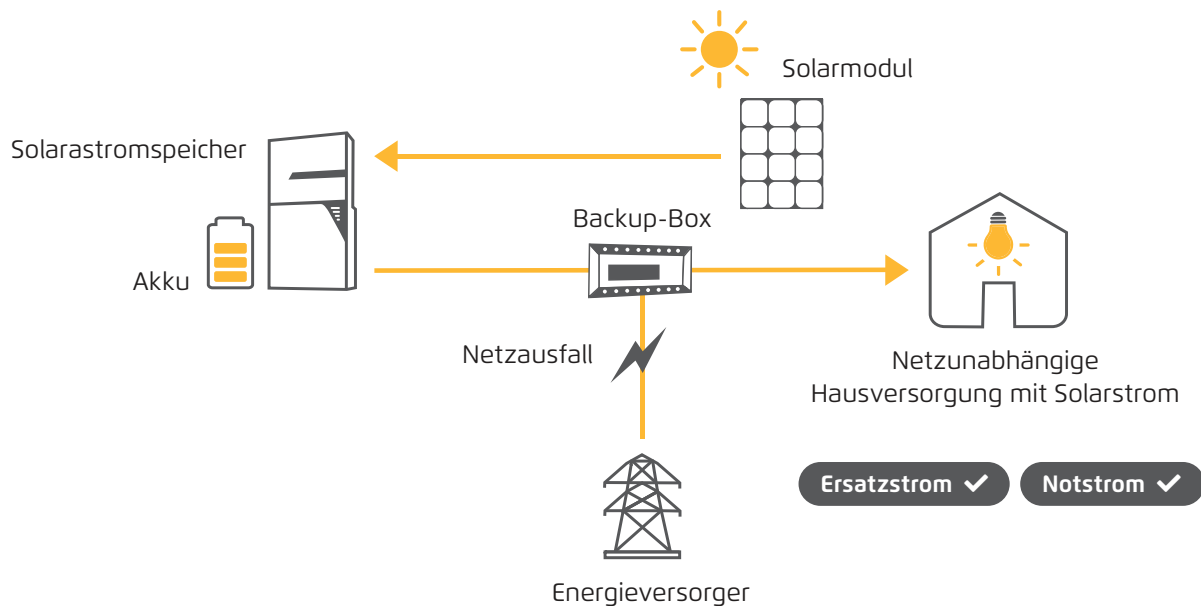 Solarmodul
Solarastromspeicher
Backup-Box
Akku
Netzausfall
Netzunabhängige
Hausversorgung mit Solarstrom
Ersatzstrom ✓
Notstrom ✓
Energieversorger